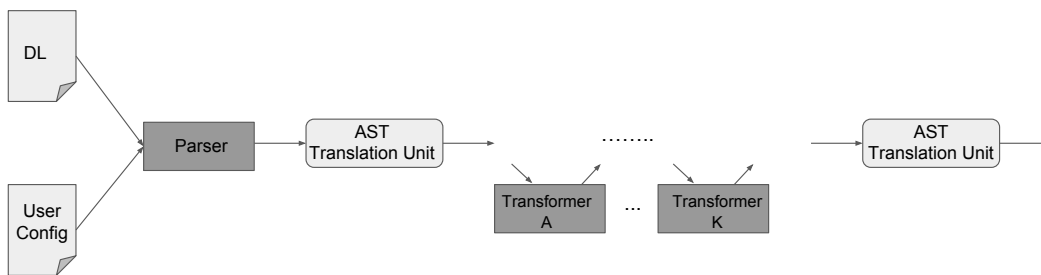 DL
User
Config
Parser
AST
Translation Unit
........
Transformer
A
...
Transformer
K
AST
Translation Unit